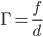 Γ = f/d